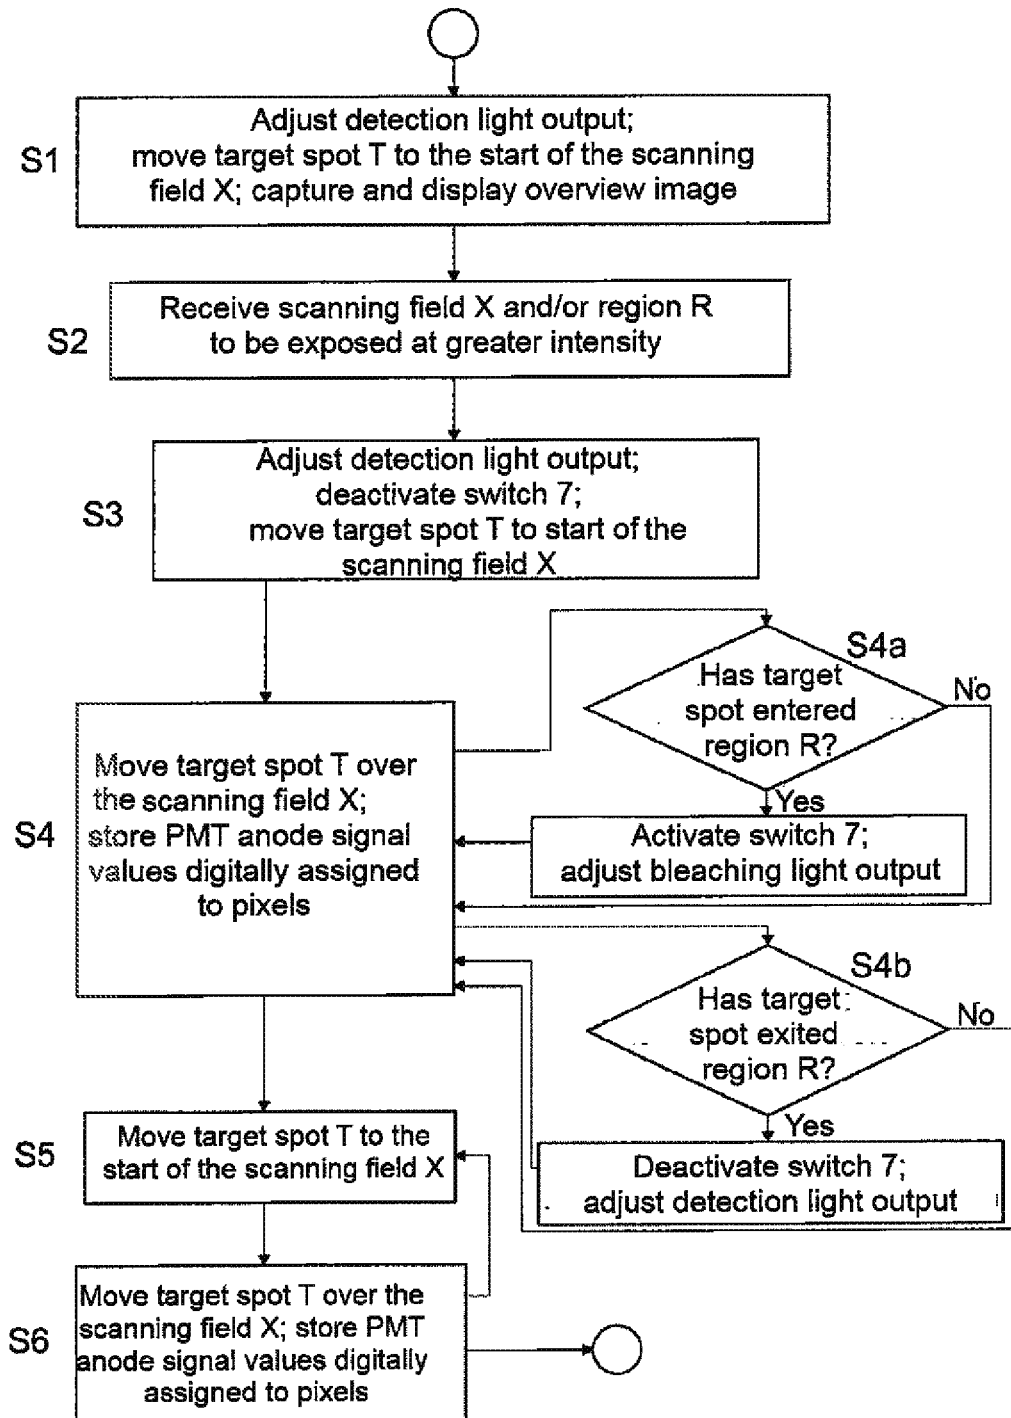 S1
Adjust detection light output;
move target spot T to the start of the scanning
field X; capture and display overview image
S2
Receive scanning field X and/or region R
to be exposed at greater intensity
S3
Adjust detection light output;
deactivate switch 7;
move target spot T to start of the
scanning field X
S4
Move target spot T over
the scanning field X;
store PMT anode signal
values digitally assigned
to pixels
S4a
Has target
spot entered
region R?
No
Yes
Activate switch 7;
adjust bleaching light output
S4b
Has target
spot exited
region R?
No
Yes
Deactivate switch 7;
adjust detection light output
S5
Move target spot T to the
start of the scanning field X
S6
Move target spot T over the
scanning field X; store PMT
anode signal values digitally
assigned to pixels